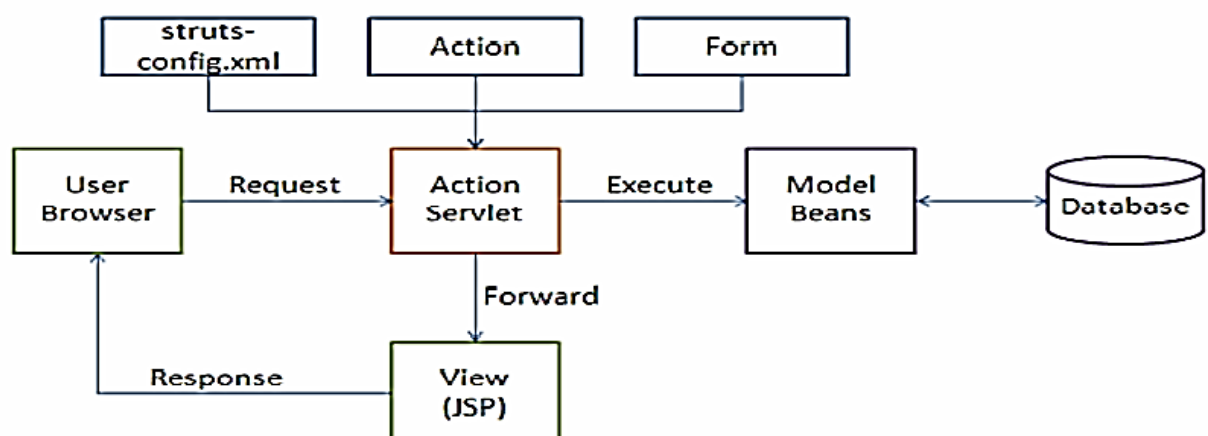 struts-
config.xml
Action
Form
User
Browser
Request
Action
Servlet
Execute
Model
Beans
Database
Forward
Response
View
(JSP)